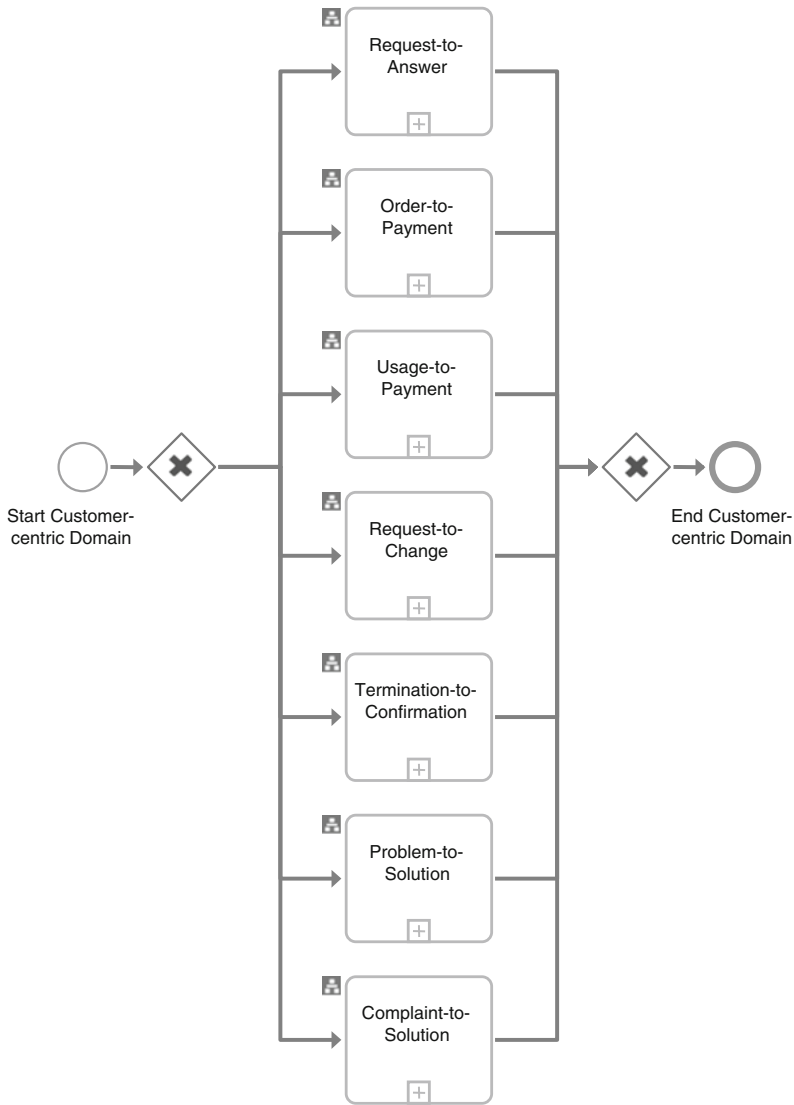 Request-to-
Answer
Order-to-
Payment
Usage-to-
Payment
Start Customer-
centric Domain
End Customer-
centric Domain
Request-to-
Change
Termination-to-
Confirmation
Problem-to-
Solution
Complaint-to-
Solution